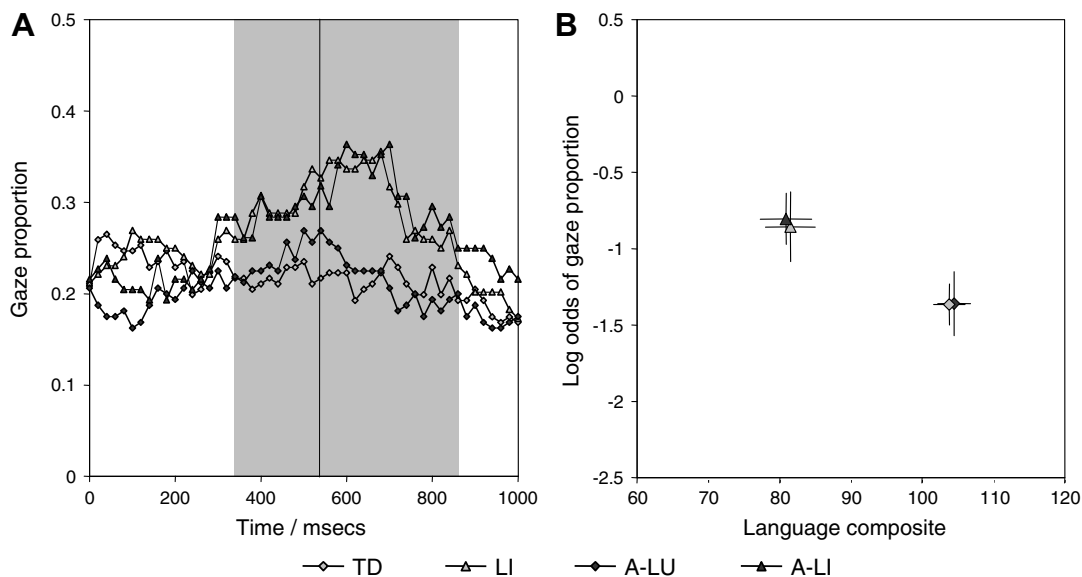 A
Gaze proportion
0.5
0.4
0.3
0.2
0.1
0
0 200 400 600 800 1000
Time / msecs
B
Log odds of gaze proportion
0.5
0
-0.5
-1
-1.5
-2
-2.5
60 70 80 90 100 110 120
Language composite
TD LI A-LU A-LI